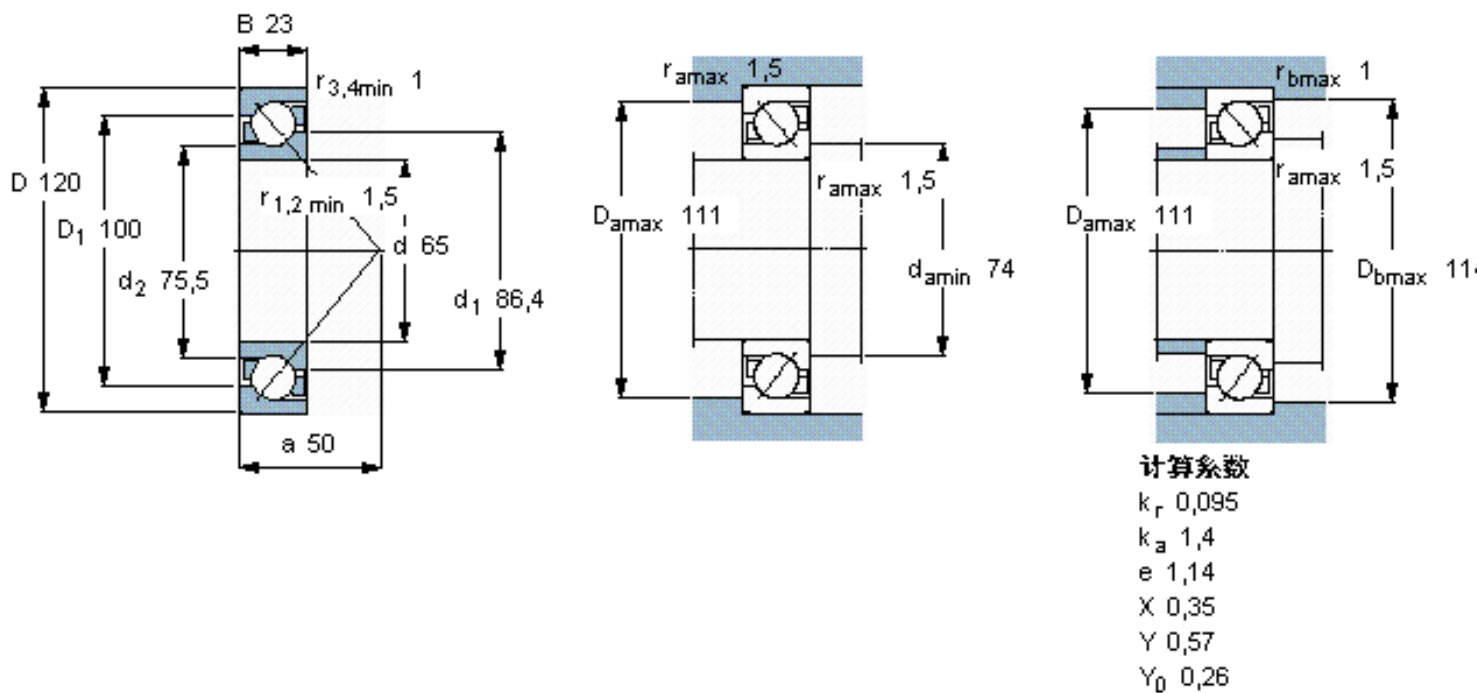 B 23
r3,4min 1
D 120
D1 100
d2 75,5
r1,2 min 1,5
d 65
d1 86,4
a 50
ramax 1,5
Damax 111
ramax 1,5
damin 74
rbmax 1
ramax 1,5
Damax 111
Dbmax 114
计算系数
kr 0,095
ka 1,4
e 1,14
X 0,35
Y 0,57
Y0 0,26